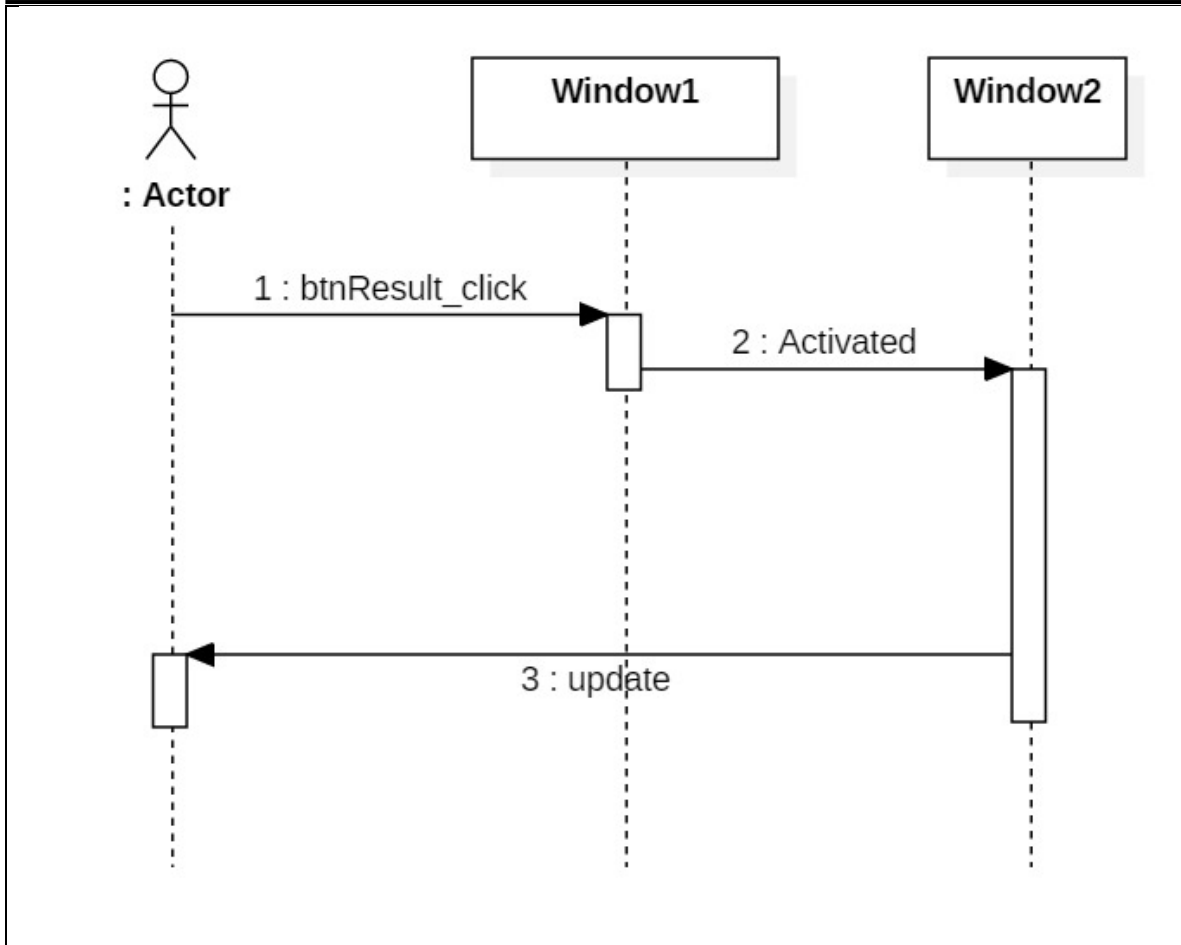 Window1
Window2
: Actor
1 : btnResult_click
2 : Activated
3 : update